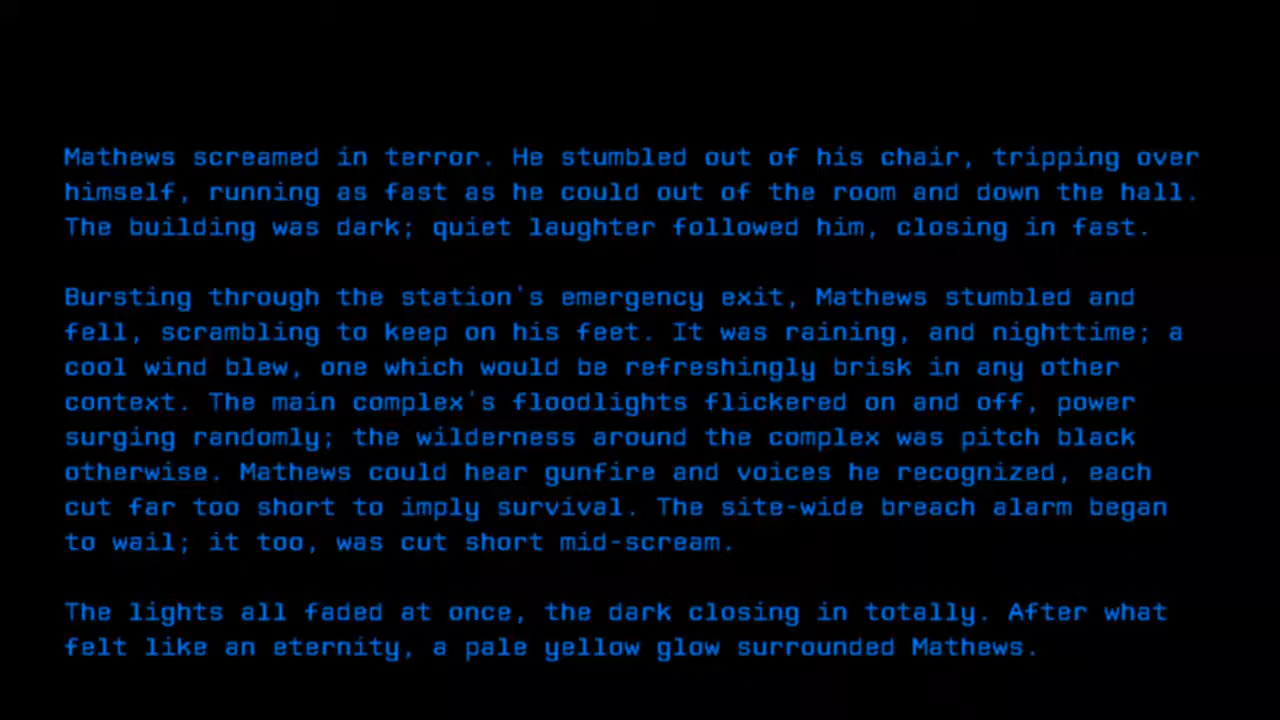 Mathews screamed in terror. He stumbled out of his chair, tripping over
himself, running as fast as he could out of the room and down the hall.
The building was dark; quiet laughter followed him, closing in fast.
Bursting through the station's emergency exit, Mathews stumbled and
fell, scrambling to keep on his feet. It was raining, and nighttime; a
cool wind blew, one which would be refreshingly brisk in any other
context. The main complex's floodlights flickered on and off, power
surging randomly; the wilderness around the complex was pitch black
otherwise. Mathews could hear gunfire and voices he recognized, each
cut far too short to imply survival. The site-wide breach alarm began
to wail; it too, was cut short mid-scream.
The lights all faded at once, the dark closing in totally. After what
felt like an eternity, a pale yellow glow surrounded Mathews.